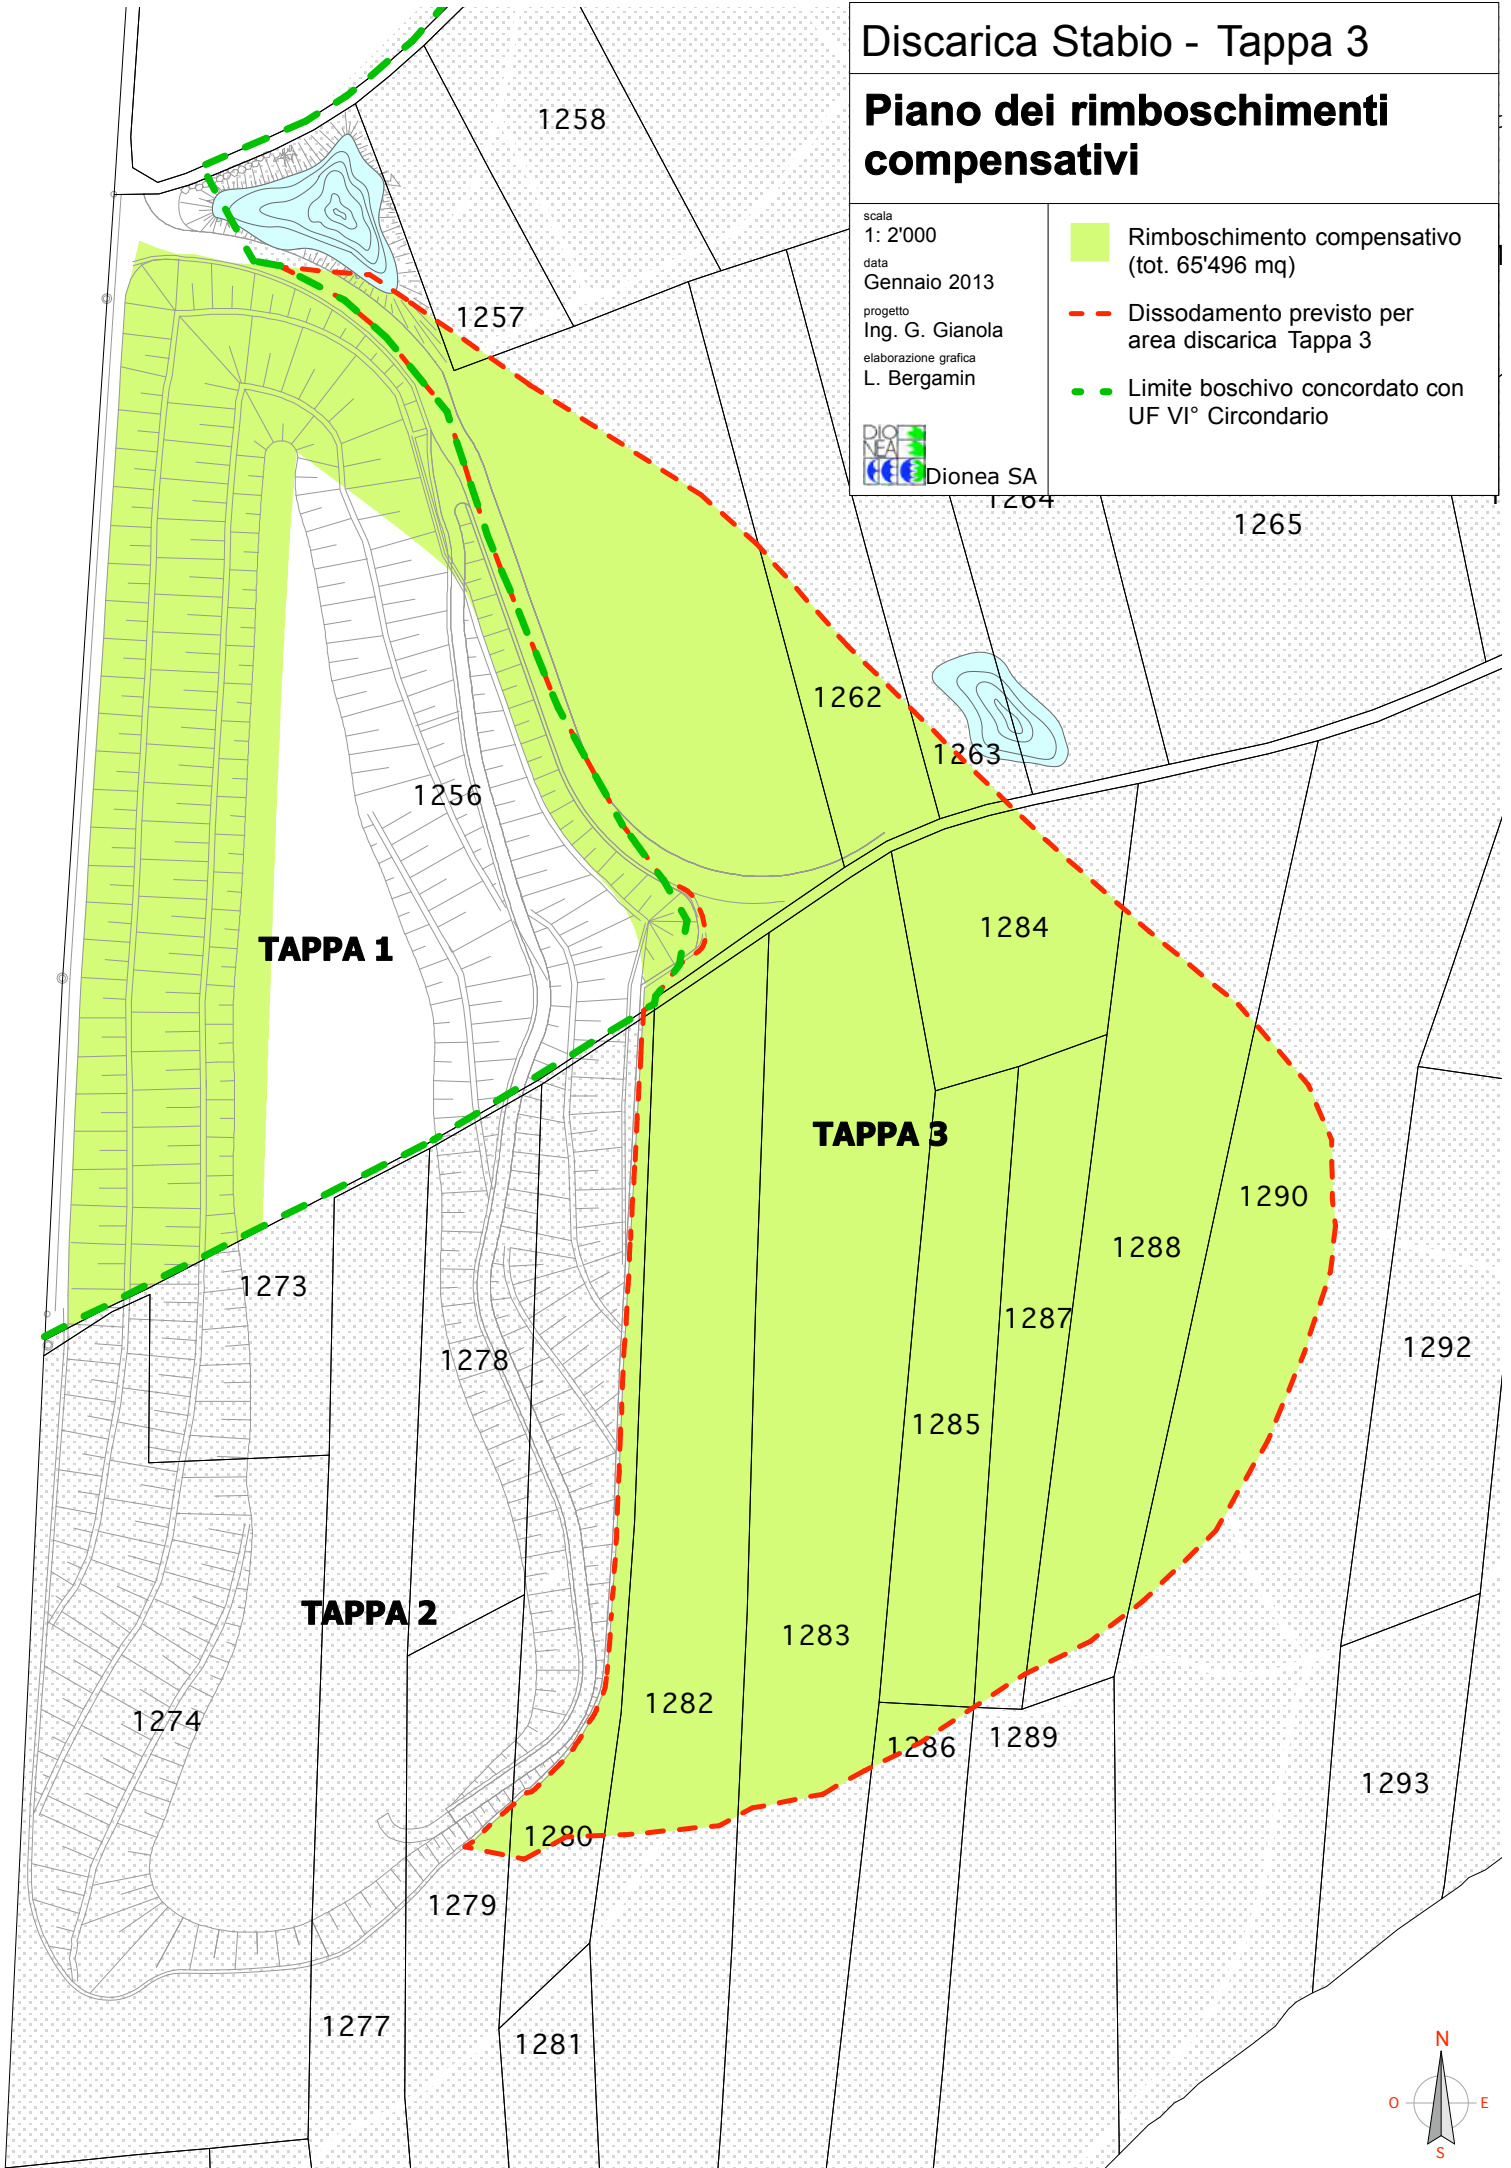 Discarica Stabio - Tappa 3
Piano dei rimboschimenti
compensativi
scala
1: 2'000
data
Gennaio 2013
progetto
Ing. G. Gianola
elaborazione grafica
L. Bergamin
DIO
NEA
Dionea SA
Rimboschimento compensativo
(tot. 65'496 mq)
Dissodamento previsto per
area discarica Tappa 3
Limite boschivo concordato con
UF VI° Circondario
1258
1257
1264
1265
1262
1263
1256
1284
TAPPA 1
TAPPA 3
1290
1288
1273
1287
1292
1278
1285
TAPPA 2
1283
1282
1274
1286
1289
1293
1280
1279
1277
1281
N
O
E
S